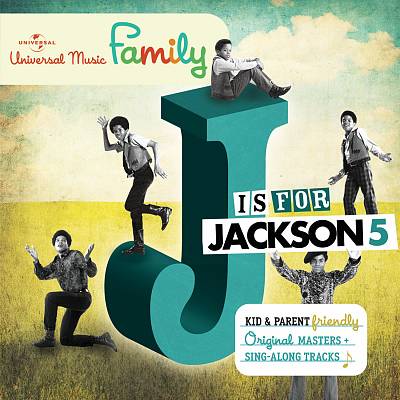 UNIVERSAL
Universal Music Family
J
IS FOR
JACKSON 5
KID & PARENT friendly
Original MASTERS +
SING-ALONG TRACKS